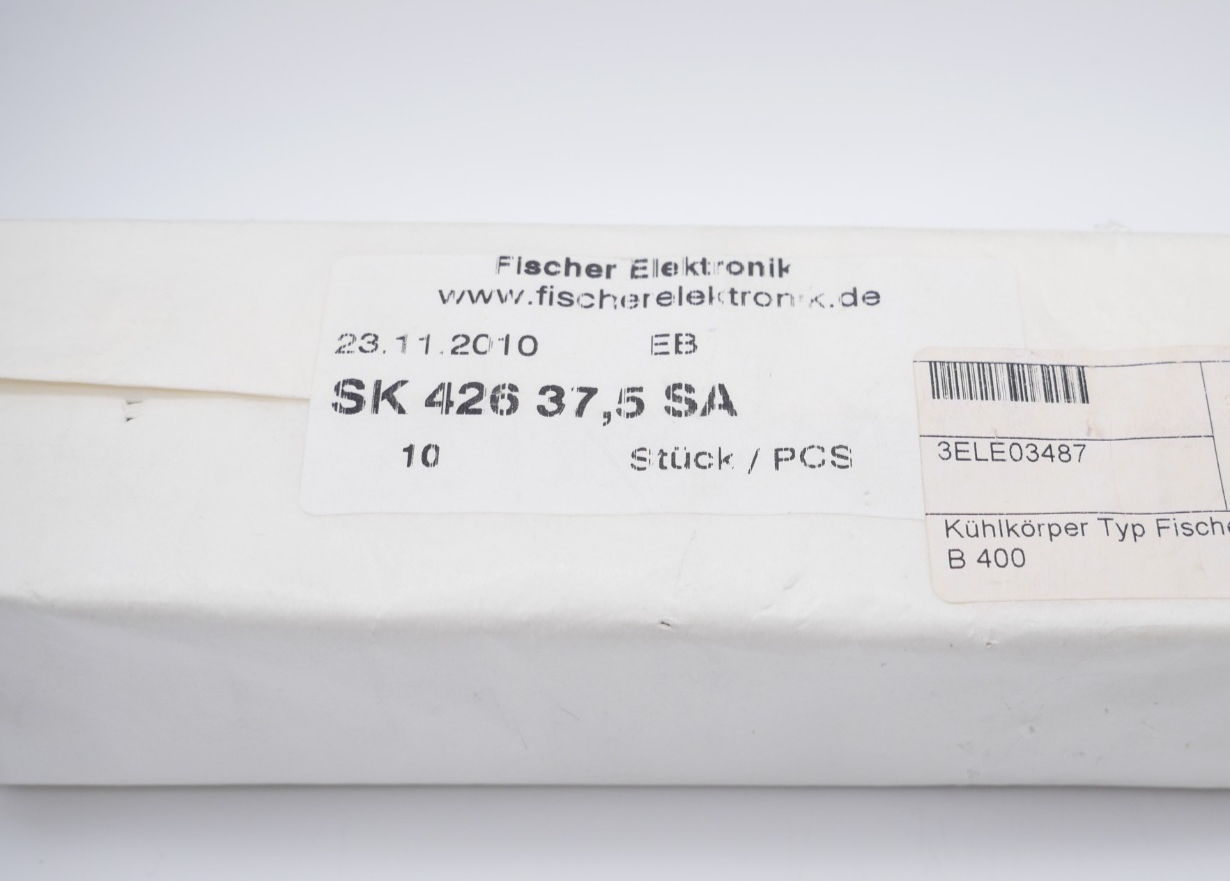 Fischer Elektronik
www.fischerelektronik.de
23.11.2010 EB
SK 426 37,5 SA
10 Stück / PCS
3ELE03487
Kühlkörper Typ
B 400